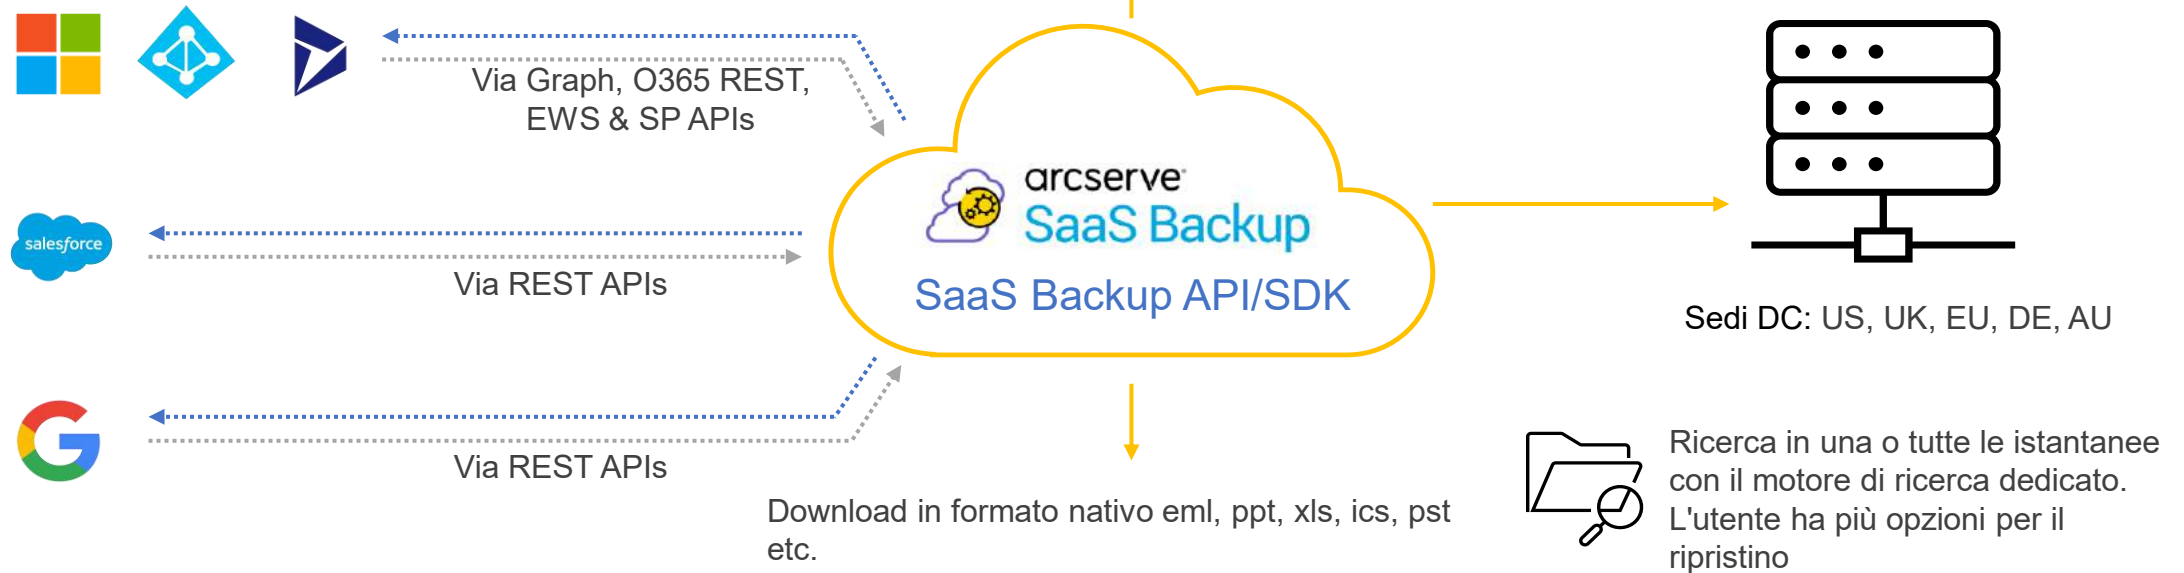 Via Graph, O365 REST,
EWS & SP APIs
arcserve
SaaS Backup
salesforce
Via REST APIs
SaaS Backup API/SDK
Sedi DC: US, UK, EU, DE, AU
Via REST APIs
Download in formato nativo eml, ppt, xls, ics, pst
etc.
Ricerca in una o tutte le istantanee
con il motore di ricerca dedicato.
L'utente ha più opzioni per il
ripristino